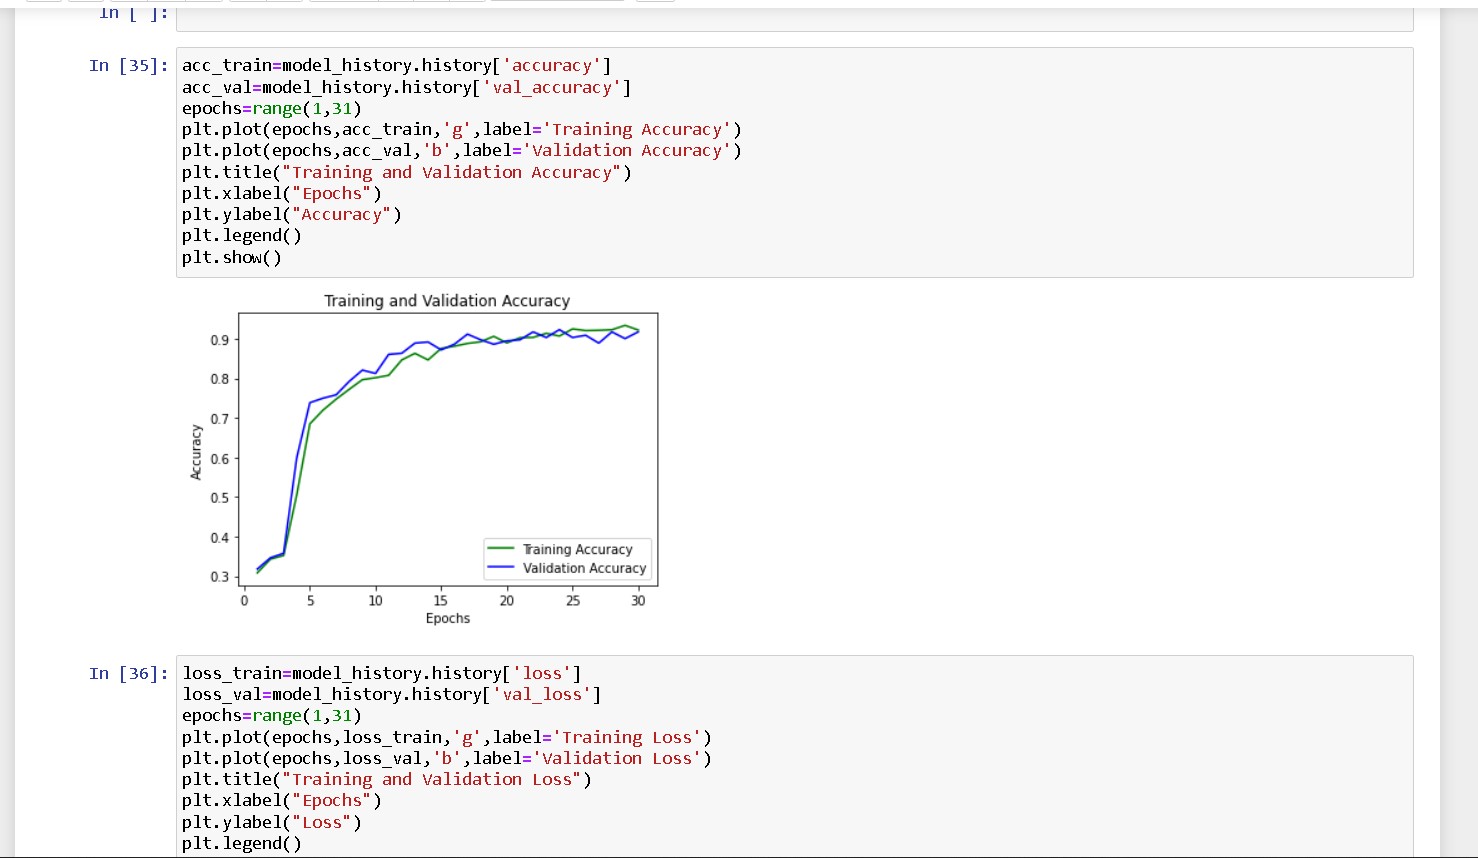 In [ ]:
In [35]:
acc_train=model_history.history['accuracy']
acc_val=model_history.history['val_accuracy']
epochs=range(1,31)
plt.plot(epochs,acc_train,'g',label='Training Accuracy')
plt.plot(epochs,acc_val,'b',label='Validation Accuracy')
plt.title("Training and Validation Accuracy")
plt.xlabel("Epochs")
plt.ylabel("Accuracy")
plt.legend()
plt.show()
Training and Validation Accuracy
0.9
0.8
0.7
0.6
0.5
0.4
0.3
Accuracy
Training Accuracy
Validation Accuracy
0 5 10 15 20 25 30
Epochs
In [36]:
loss_train=model_history.history['loss']
loss_val=model_history.history['val_loss']
epochs=range(1,31)
plt.plot(epochs,loss_train,'g',label='Training Loss')
plt.plot(epochs,loss_val,'b',label='Validation Loss')
plt.title("Training and Validation Loss")
plt.xlabel("Epochs")
plt.ylabel("Loss")
plt.legend()